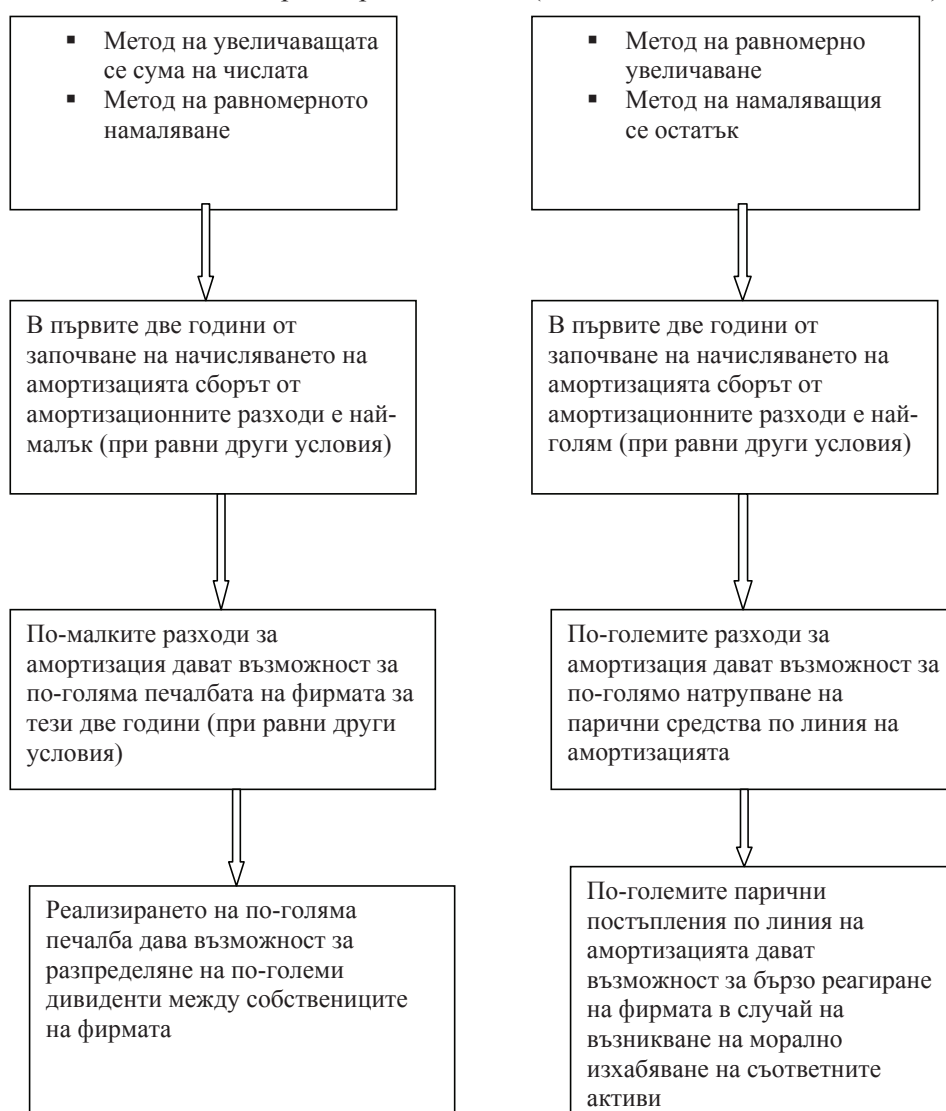 ▪ Метод на увеличаващата
се сума на числата
▪ Метод на равномерното
намаляване
▪ Метод на равномерно
увеличаване
▪ Метод на намаляващия
се остатък
В първите две години от
започване на начисляването на
амортизацията сборът от
амортизационните разходи е най-
малък (при равни други условия)
В първите две години от
започване на начисляването на
амортизацията сборът от
амортизационните разходи е най-
голям (при равни други условия)
По-малките разходи за
амортизация дават възможност за
по-голяма печалбата на фирмата за
тези две години (при равни други
условия)
По-големите разходи за
амортизация дават възможност за
по-голямо натрупване на
парични средства по линия на
амортизацията
Реализирането на по-голяма
печалба дава възможност за
разпределяне на по-големи
дивиденти между собствениците
на фирмата
По-големите парични
постъпления по линия на
амортизацията дават
възможност за бързо реагиране
на фирмата в случай на
възникване на морално
изхабяване на съответните
активи